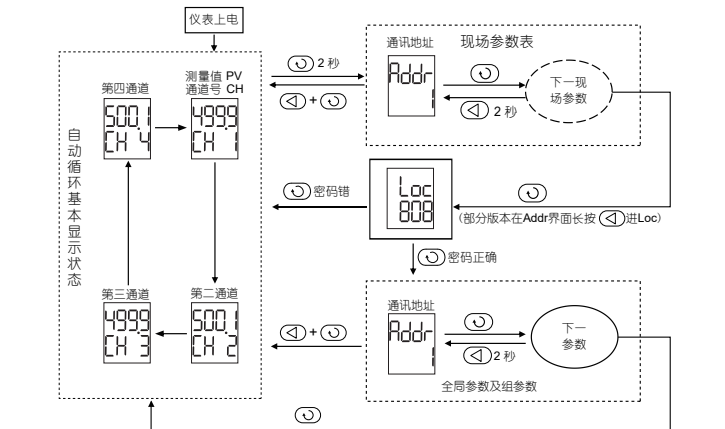 仪表上电
自动循环基本显示状态
第四通道
500.1
CH 4
测量值 PV
通道号 CH
499.9
CH 1
第三通道
499.9
CH 3
第二通道
500.1
CH 2
2 秒
+
通讯地址
现场参数表
Addr
1
2 秒
下一现
场参数
密码错
Loc
808
(部分版本在Addr界面长按 进Loc)
密码正确
+
通讯地址
Addr
1
2 秒
下一
参数
全局参数及组参数